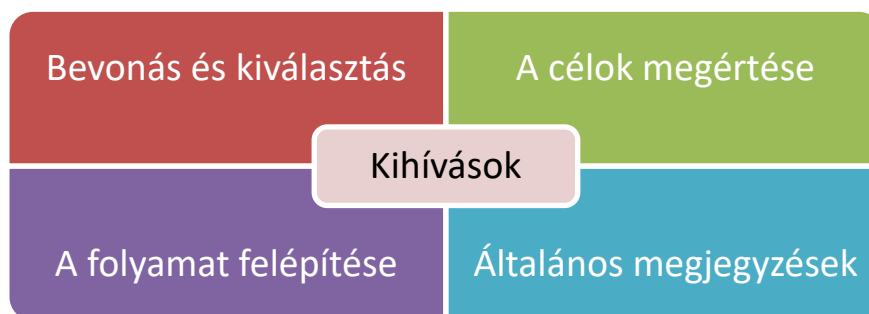 Bevonás és kiválasztás
A célok megértése
Kihívások
A folyamat felépítése
Általános megjegyzések